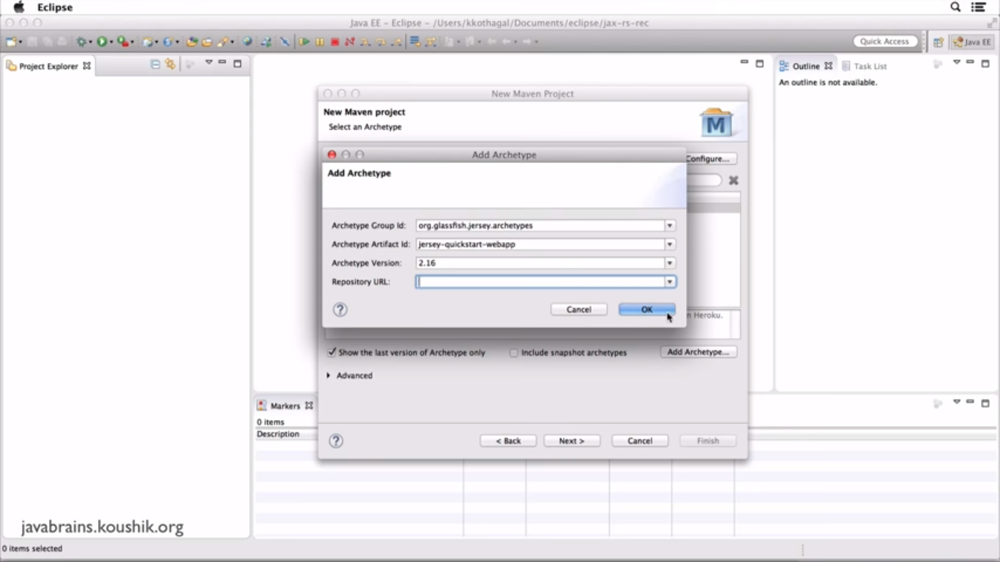 Eclipse
Java EE - Eclipse - /Users/kkothagal/Documents/eclipse/jax-rs-rec
Quick Access
Java EE
Project Explorer
Outline
Task List
An outline is not available.
New Maven Project
New Maven project
Select an Archetype
M
Configure...
Add Archetype
Add Archetype
Archetype Group Id: org.glassfish.jersey.archetypes
Archetype Artifact Id: jersey-quickstart-webapp
Archetype Version: 2.16
Repository URL:
? Cancel OK
n Heroku.
Show the last version of Archetype only
Include snapshot archetypes
Add Archetype...
Advanced
Markers
0 items
Description
? < Back Next > Cancel Finish
javabrains.koushik.org
0 items selected